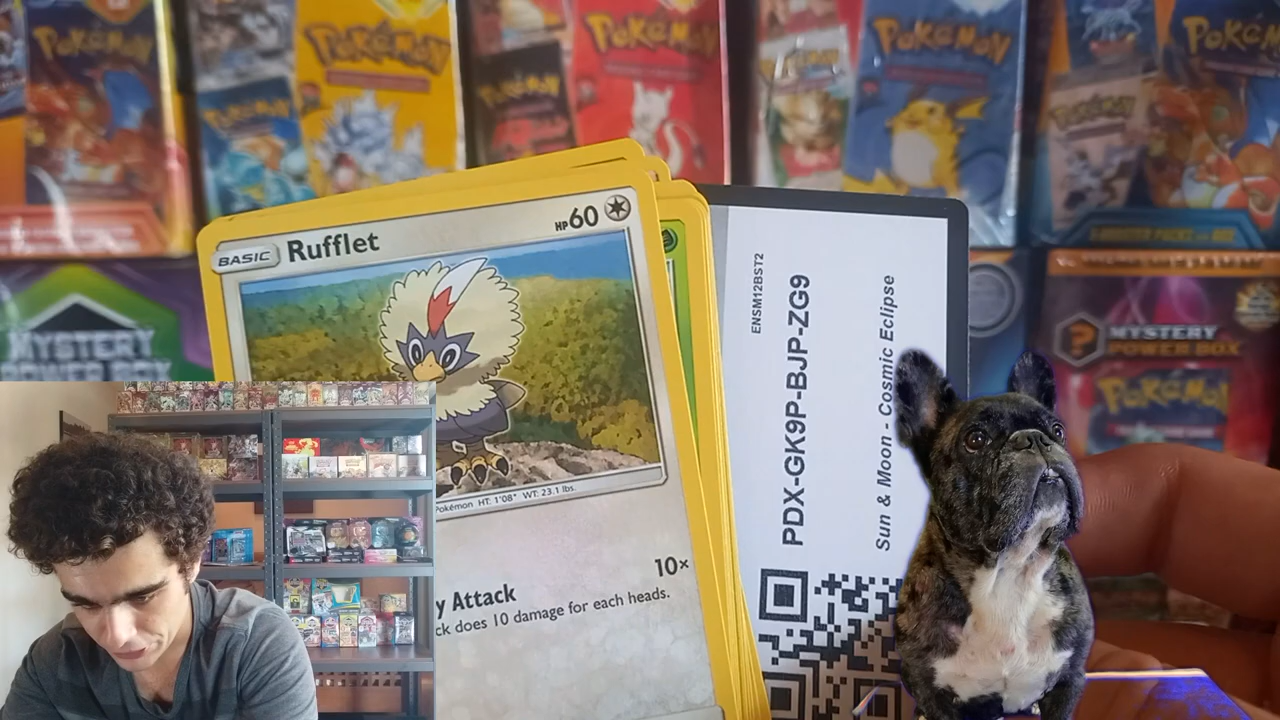 POKéMON
POKéMON
POKéMON
POKéMON
POKéMON
POKéMON
POKéMON
POKéMON
MYSTERY
POWER BOX
BASIC Rufflet HP60
Pokémon HT: 1'08" WT: 23.1 lbs.
y Attack 10×
ck does 10 damage for each heads.
ENSM12BST2
PDX-GK9P-BJP-ZG9
Sun & Moon - Cosmic Eclipse
MYSTERY
POWER BOX
POKéMON